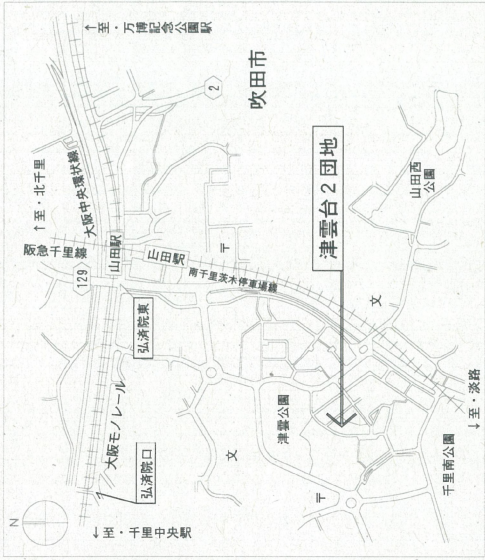 ↑至・万博記念公園駅
2
吹田市
↑至・北千里
大阪中央環状線
阪急千里線
129
山田駅
山田駅
南千里茨木停車場線
〒
津雲台2団地
山田西
公園
文
弘済院東
大阪モノレール
弘済院口
津雲公園
文
〒
千里南公園
↓至・淡路
↓至・千里中央駅
N